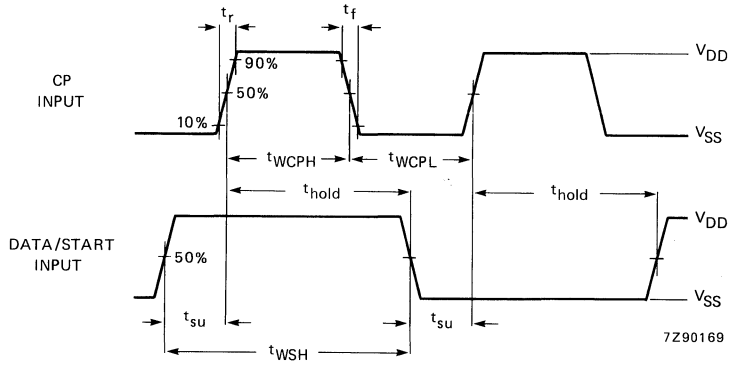 tr
tf
VDD
90%
CP
INPUT
50%
10%
VSS
tWCPH
tWCPL
thold
thold
VDD
DATA/START
INPUT
50%
VSS
tsu
tsu
7Z90169
tWSH